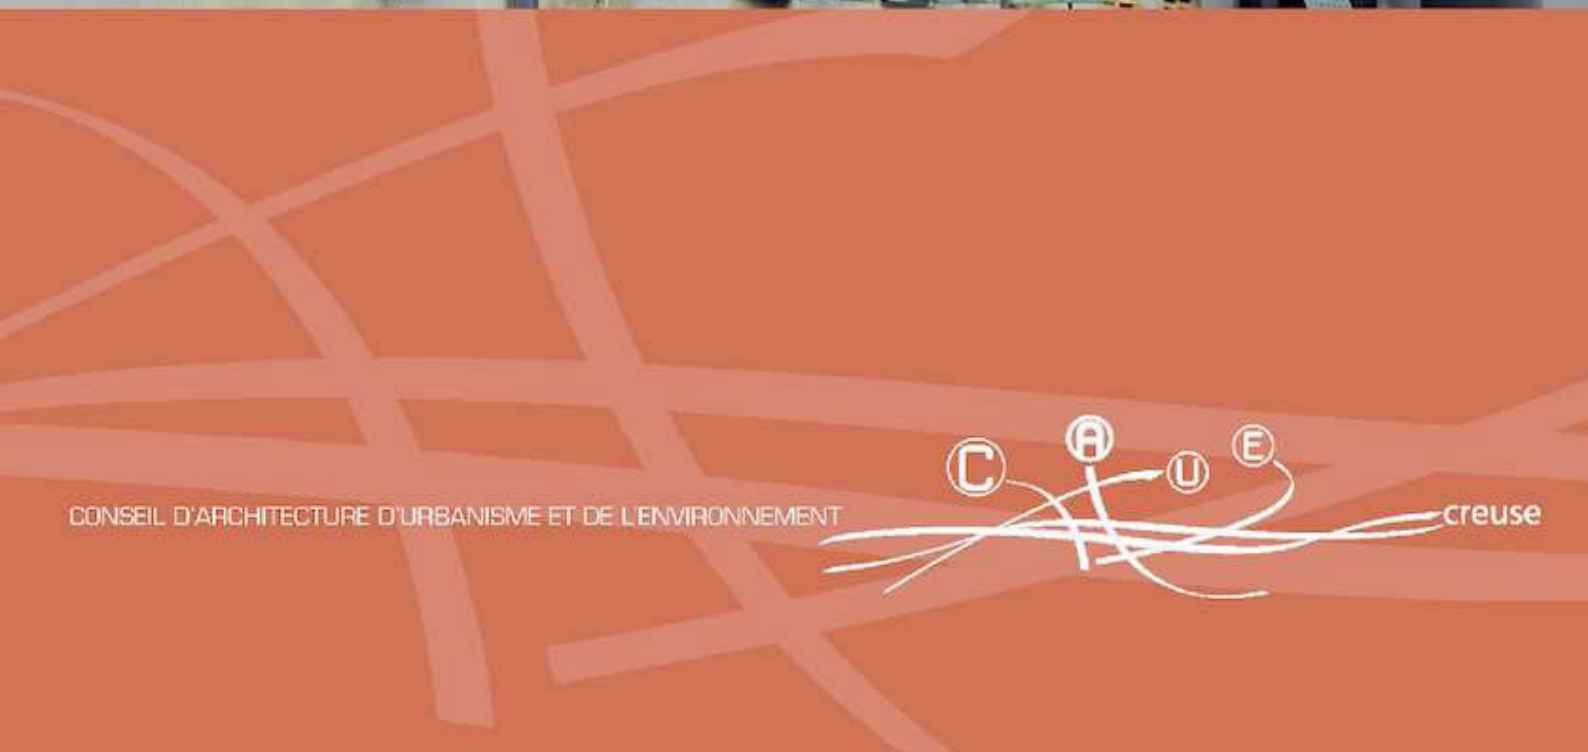 C A U E
CONSEIL D'ARCHITECTURE D'URBANISME ET DE L'ENVIRONNEMENT creuse